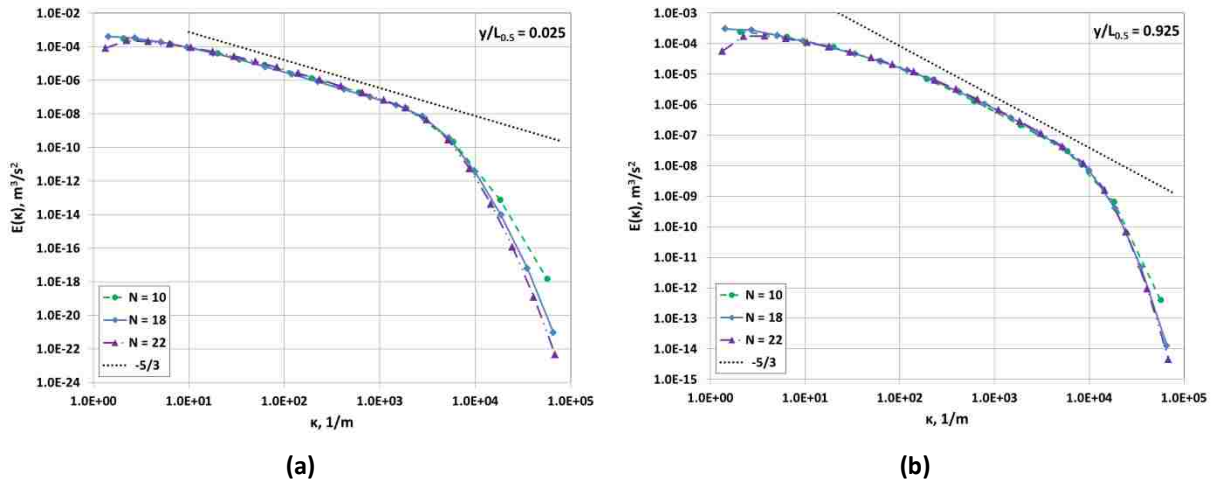 1.0E-02
1.0E-04
1.0E-06
1.0E-08
1.0E-10
1.0E-12
1.0E-14
1.0E-16
1.0E-18
1.0E-20
1.0E-22
1.0E-24
E(κ), m³/s²
y/L0.5 = 0.025
N = 10
N = 18
N = 22
-5/3
1.0E+00 1.0E+01 1.0E+02 1.0E+03 1.0E+04 1.0E+05
κ, 1/m
(a)
1.0E-03
1.0E-04
1.0E-05
1.0E-06
1.0E-07
1.0E-08
1.0E-09
1.0E-10
1.0E-11
1.0E-12
1.0E-13
1.0E-14
1.0E-15
E(κ), m³/s²
y/L0.5 = 0.925
N = 10
N = 18
N = 22
-5/3
1.0E+00 1.0E+01 1.0E+02 1.0E+03 1.0E+04 1.0E+05
κ, 1/m
(b)